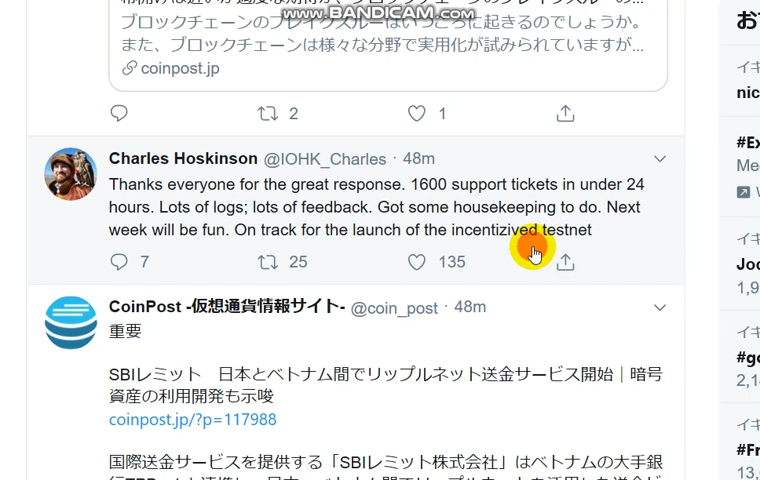 www.BANDICAM.com
ブロックチェーンのブレイクスルーはいつごろに起きるのでしょうか。
また、ブロックチェーンは様々な分野で実用化が試みられていますが…
coinpost.jp
2 1
Charles Hoskinson @IOHK_Charles · 48m
Thanks everyone for the great response. 1600 support tickets in under 24
hours. Lots of logs; lots of feedback. Got some housekeeping to do. Next
week will be fun. On track for the launch of the incentizived testnet
7 25 135
CoinPost -仮想通貨情報サイト- @coin_post · 48m
重要
SBIレミット 日本とベトナム間でリップルネット送金サービス開始｜暗号
資産の利用開発も示唆
coinpost.jp/?p=117988
国際送金サービスを提供する「SBIレミット株式会社」はベトナムの大手銀
お
イキ
nic
#Ex
Me
イキ
Joc
1,9
イキ
#go
2,1
イキ
#Fr
13,